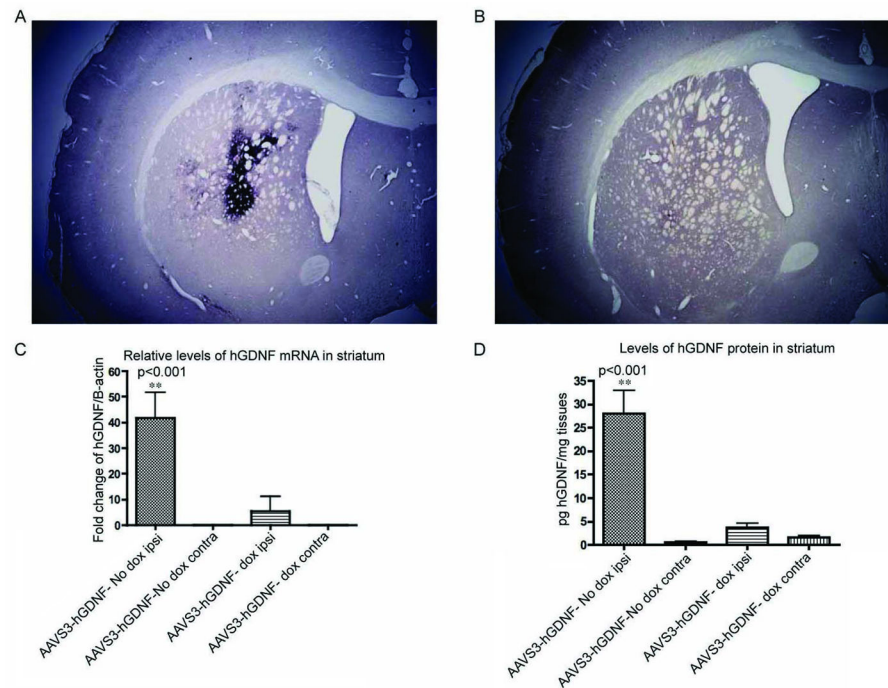 A
B
C
Relative levels of hGDNF mRNA in striatum
p<0.001
**
Fold change of hGDNF/B-actin
60
50
40
30
20
10
0
AAVS3-hGDNF- No dox ipsi
AAVS3-hGDNF-No dox contra
AAVS3-hGDNF- dox ipsi
AAVS3-hGDNF- dox contra
D
Levels of hGDNF protein in striatum
p<0.001
**
pg hGDNF/mg tissues
35
30
25
20
15
10
5
0
AAVS3-hGDNF- No dox ipsi
AAVS3-hGDNF-No dox contra
AAVS3-hGDNF- dox ipsi
AAVS3-hGDNF- dox contra